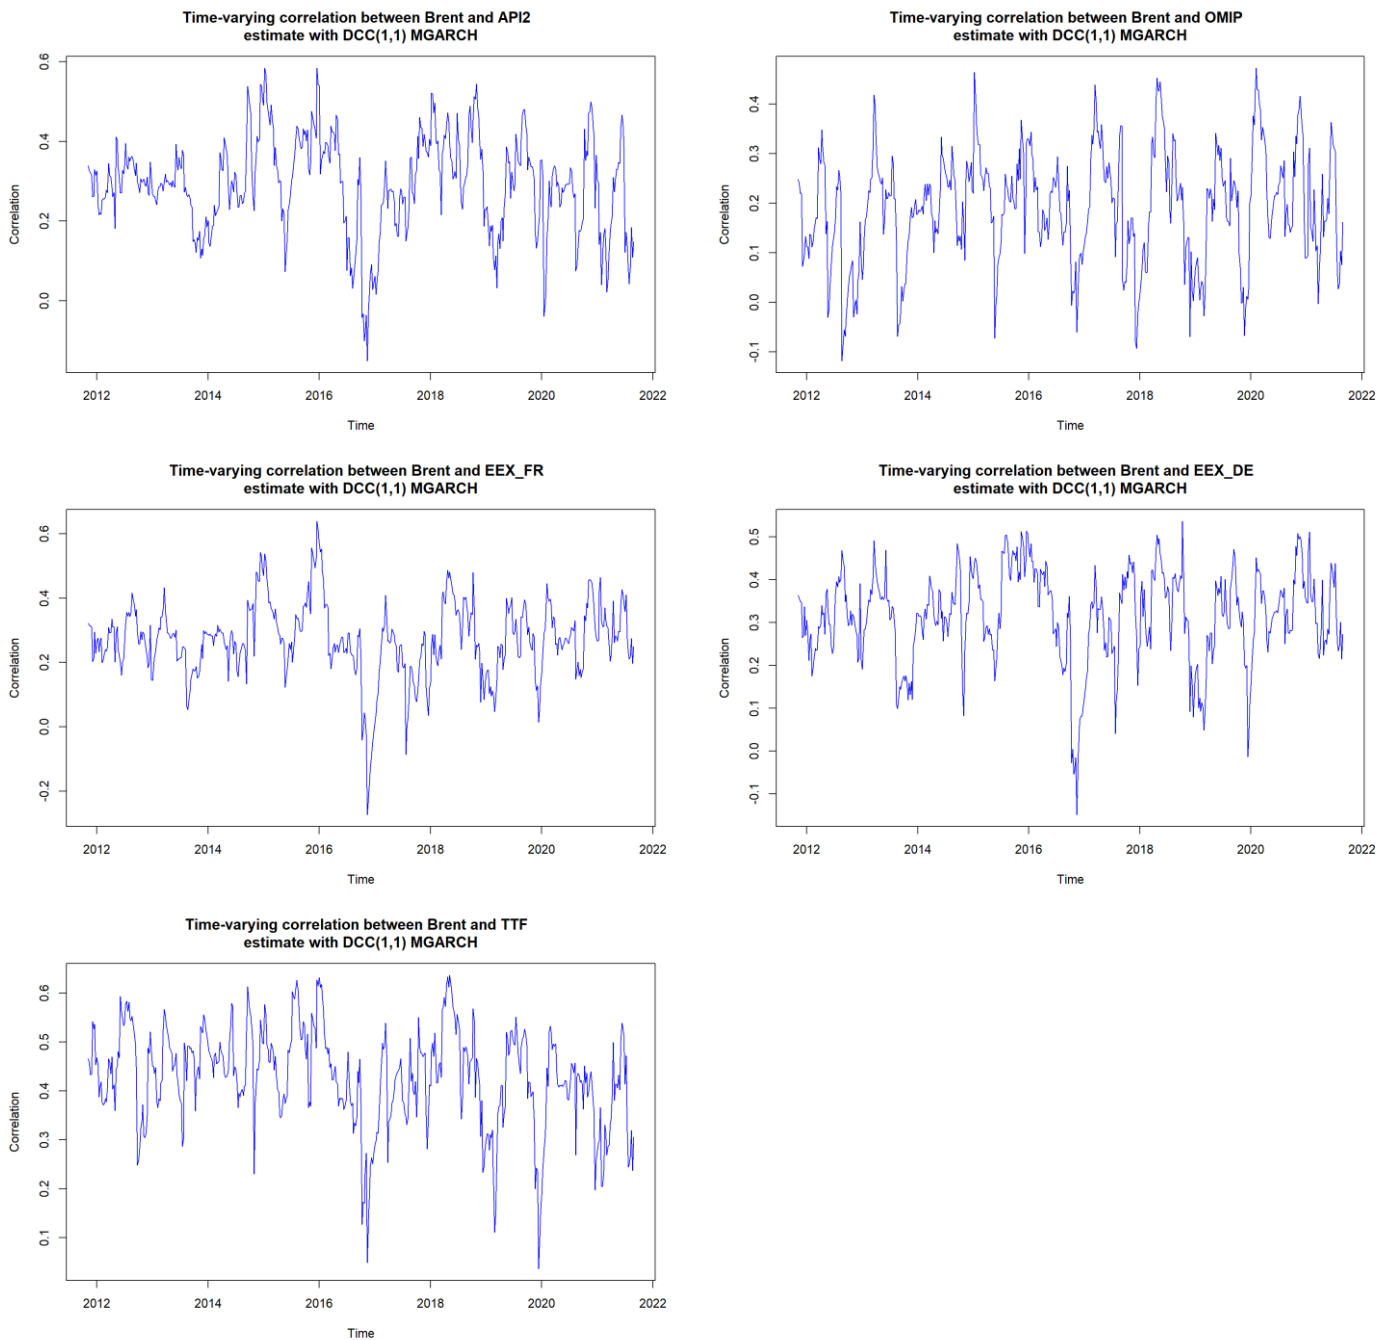 Time-varying correlation between Brent and API2
estimate with DCC(1,1) MGARCH
Correlation
0.6
0.4
0.2
0.0
2012 2014 2016 2018 2020 2022
Time
Time-varying correlation between Brent and OMIP
estimate with DCC(1,1) MGARCH
Correlation
0.4
0.3
0.2
0.1
0.0
-0.1
2012 2014 2016 2018 2020 2022
Time
Time-varying correlation between Brent and EEX_FR
estimate with DCC(1,1) MGARCH
Correlation
0.6
0.4
0.2
0.0
-0.2
2012 2014 2016 2018 2020 2022
Time
Time-varying correlation between Brent and EEX_DE
estimate with DCC(1,1) MGARCH
Correlation
0.5
0.4
0.3
0.2
0.1
0.0
-0.1
2012 2014 2016 2018 2020 2022
Time
Time-varying correlation between Brent and TTF
estimate with DCC(1,1) MGARCH
Correlation
0.6
0.5
0.4
0.3
0.2
0.1
2012 2014 2016 2018 2020 2022
Time